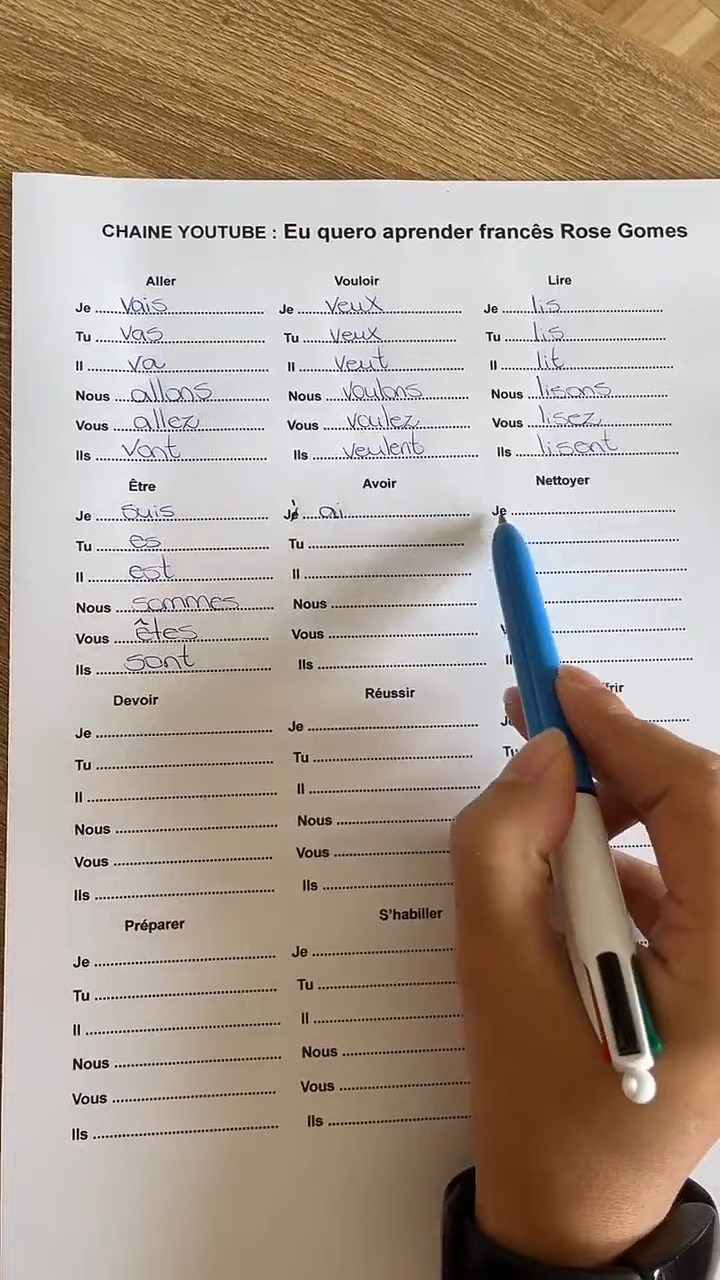 CHAINE YOUTUBE : Eu quero aprender francês Rose Gomes
Aller Vouloir Lire
Je vais Je veux Je lis
Tu vas Tu veux Tu lis
Il va Il veut Il lit
Nous allons Nous voulons Nous lisons
Vous allez Vous voulez Vous lisez
Ils vont Ils veulent Ils lisent
Être Avoir Nettoyer
Je suis J' ai Je
Tu es Tu
Il est Il
Nous sommes Nous
Vous êtes Vous
Ils sont Ils
Devoir Réussir
Je Je
Tu Tu Tu
Il Il
Nous Nous
Vous Vous
Ils Ils
Préparer S'habiller
Je Je
Tu Tu
Il Il
Nous Nous
Vous Vous
Ils Ils